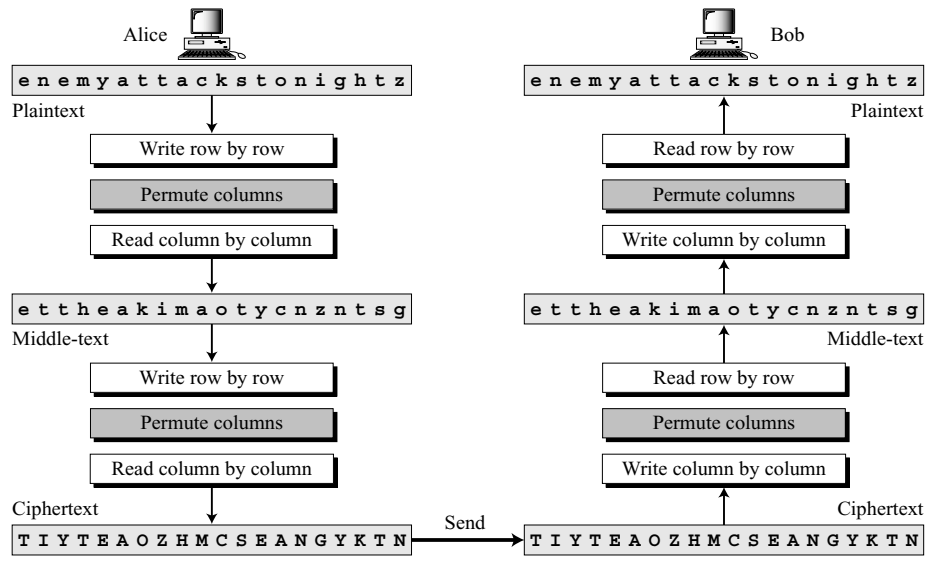 Alice
e n e m y a t t a c k s t o n i g h t z
Plaintext
Write row by row
Permute columns
Read column by column
e t t h e a k i m a o t y c n z n t s g
Middle-text
Write row by row
Permute columns
Read column by column
Ciphertext
T I Y T E A O Z H M C S E A N G Y K T N
Send
Bob
e n e m y a t t a c k s t o n i g h t z
Plaintext
Read row by row
Permute columns
Write column by column
e t t h e a k i m a o t y c n z n t s g
Middle-text
Read row by row
Permute columns
Write column by column
Ciphertext
T I Y T E A O Z H M C S E A N G Y K T N